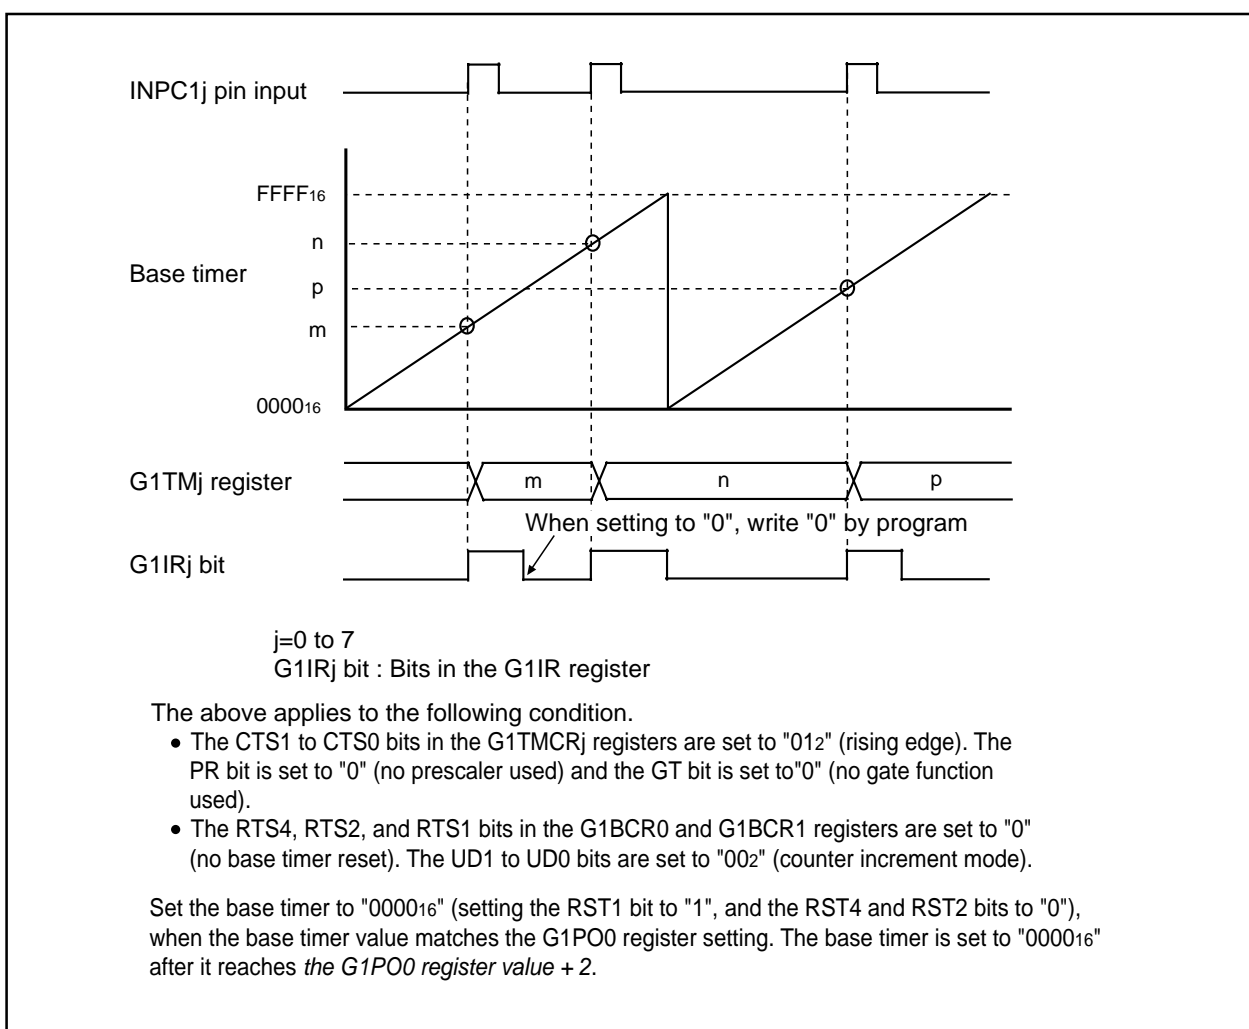 INPC1j pin input
FFFF16
n
Base timer
p
m
000016
G1TMj register
m
n
p
When setting to "0", write "0" by program
G1IRj bit
j=0 to 7
G1IRj bit : Bits in the G1IR register
The above applies to the following condition.
• The CTS1 to CTS0 bits in the G1TMCRj registers are set to "012" (rising edge). The
PR bit is set to "0" (no prescaler used) and the GT bit is set to"0" (no gate function
used).
• The RTS4, RTS2, and RTS1 bits in the G1BCR0 and G1BCR1 registers are set to "0"
(no base timer reset). The UD1 to UD0 bits are set to "002" (counter increment mode).
Set the base timer to "000016" (setting the RST1 bit to "1", and the RST4 and RST2 bits to "0"),
when the base timer value matches the G1PO0 register setting. The base timer is set to "000016"
after it reaches the G1PO0 register value + 2.